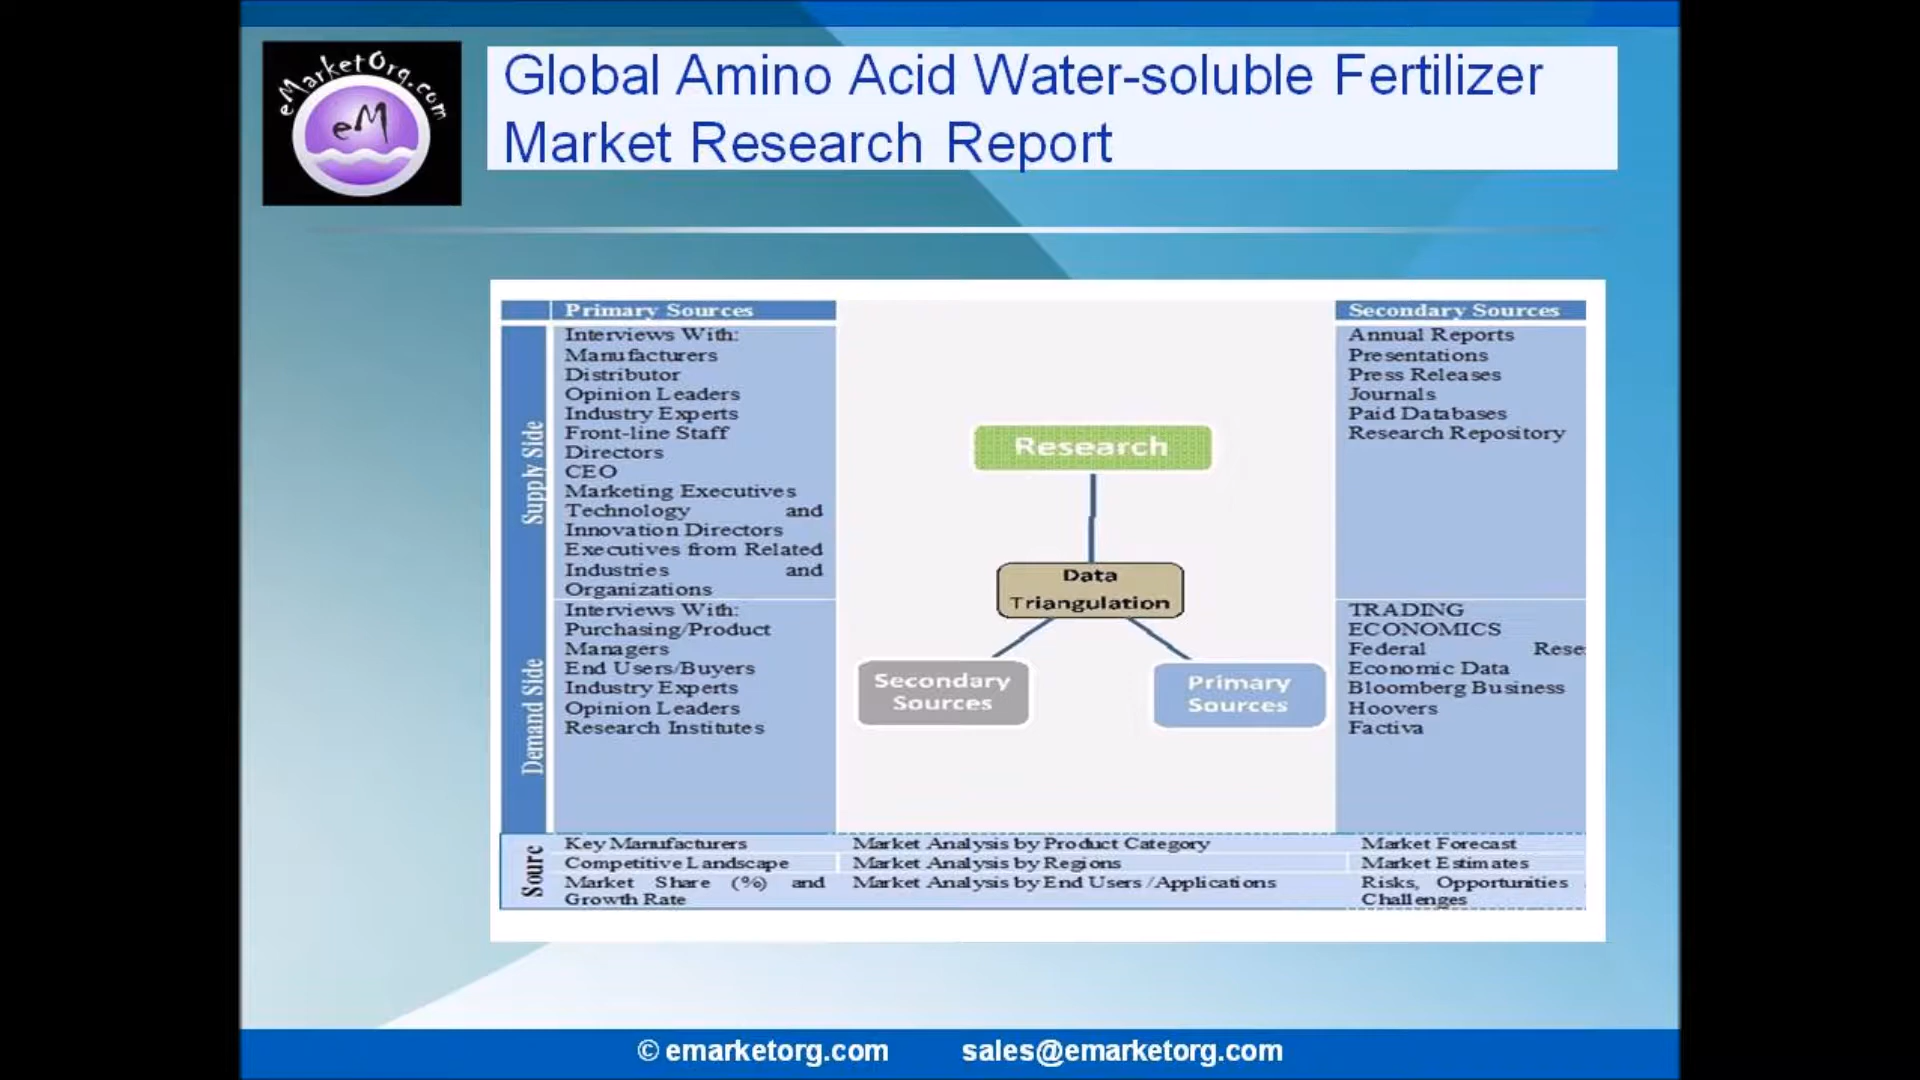 eMarketOrg.com
eM
Global Amino Acid Water-soluble Fertilizer
Market Research Report
Primary Sources
Supply Side
Interviews With:
Manufacturers
Distributor
Opinion Leaders
Industry Experts
Front-line Staff
Directors
CEO
Marketing Executives
Technology and
Innovation Directors
Executives from Related
Industries and
Organizations
Demand Side
Interviews With:
Purchasing/Product
Managers
End Users/Buyers
Industry Experts
Opinion Leaders
Research Institutes
Research
Data
Triangulation
Secondary
Sources
Primary
Sources
Secondary Sources
Annual Reports
Presentations
Press Releases
Journals
Paid Databases
Research Repository
TRADING
ECONOMICS
Federal Rese
Economic Data
Bloomberg Business
Hoovers
Factiva
Sourc
Key Manufacturers
Competitive Landscape
Market Share (%) and
Growth Rate
Market Analysis by Product Category
Market Analysis by Regions
Market Analysis by End Users /Applications
Market Forecast
Market Estimates
Risks, Opportunities
Challenges
© emarketorg.com sales@emarketorg.com